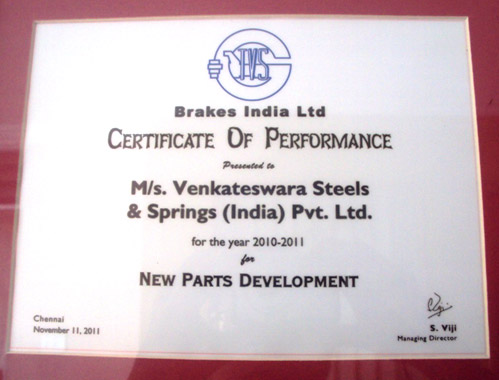 TVS
Brakes India Ltd
CERTIFICATE OF PERFORMANCE
Presented to
M/s. Venkateswara Steels
& Springs (India) Pvt. Ltd.
for the year 2010-2011
for
NEW PARTS DEVELOPMENT
Chennai
November 11, 2011
S. Viji
Managing Director